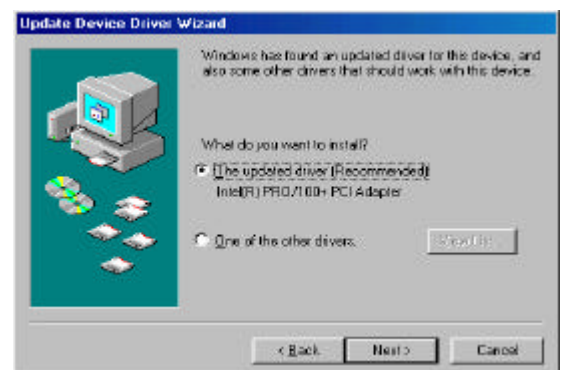 Update Device Driver Wizard
Windows has found an updated driver for this device, and
also some other drivers that should work with this device.
What do you want to install?
The updated driver (Recommended)
Intel(R) PRO/100+ PCI Adapter
One of the other drivers.
View List...
< Back
Next >
Cancel